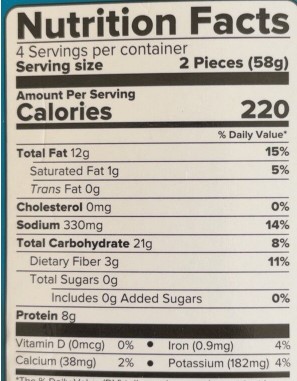 Nutrition Facts
4 Servings per container
Serving size 2 Pieces (58g)
Amount Per Serving
Calories 220
% Daily Value*
Total Fat 12g 15%
Saturated Fat 1g 5%
Trans Fat 0g
Cholesterol 0mg 0%
Sodium 330mg 14%
Total Carbohydrate 21g 8%
Dietary Fiber 3g 11%
Total Sugars 0g
Includes 0g Added Sugars 0%
Protein 8g
Vitamin D (0mcg) 0% • Iron (0.9mg) 4%
Calcium (38mg) 2% • Potassium (182mg) 4%